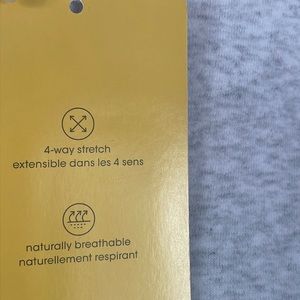 4-way stretch
extensible dans les 4 sens
naturally breathable
naturellement respirant